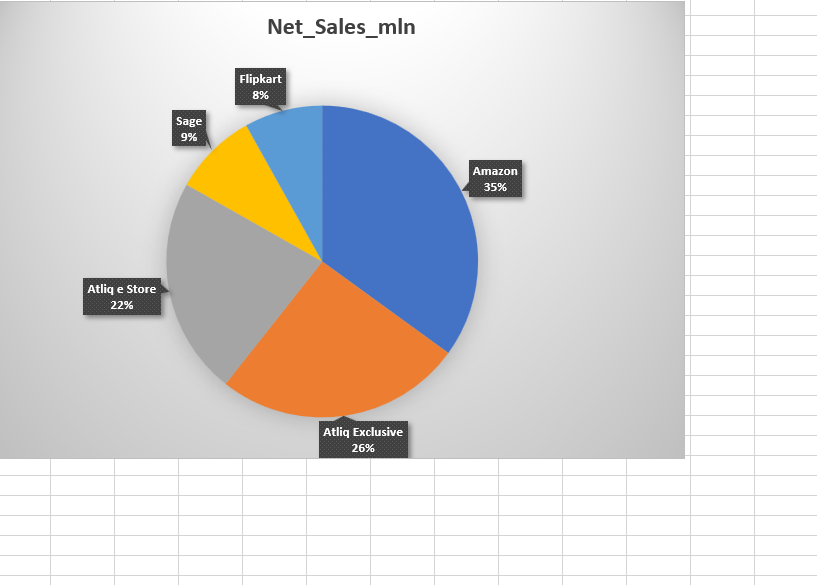 Net_Sales_mln
Flipkart
8%
Sage
9%
Amazon
35%
Atliq e Store
22%
Atliq Exclusive
26%